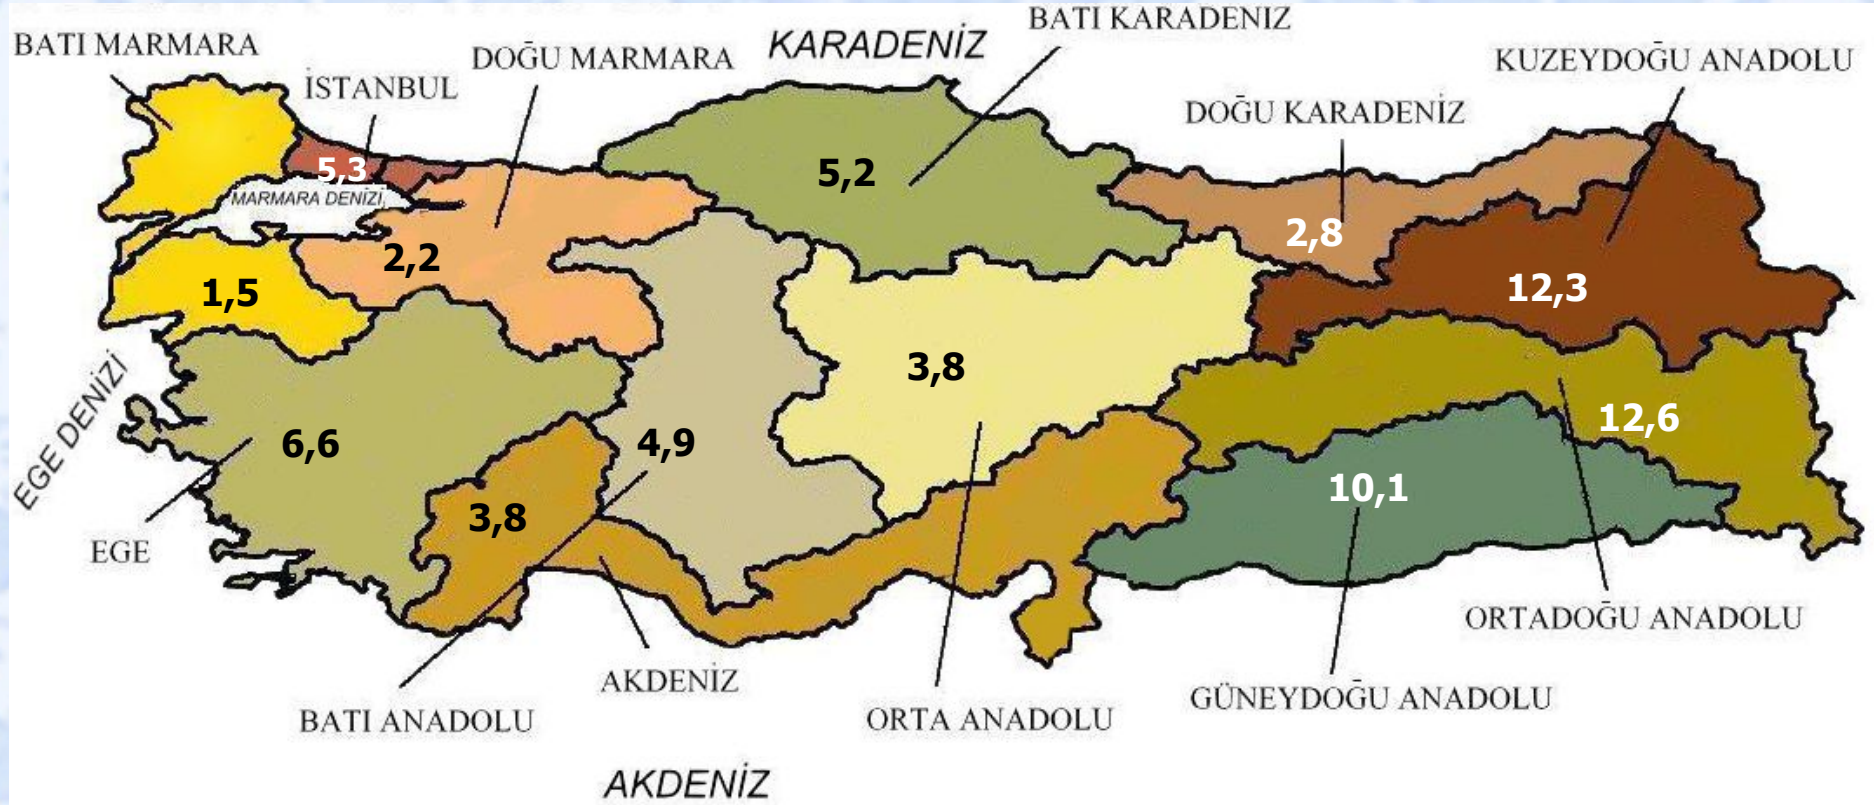 BATI KARADENİZ
KARADENİZ
BATI MARMARA
DOĞU MARMARA
KUZEYDOĞU ANADOLU
İSTANBUL
DOĞU KARADENİZ
5,3
5,2
MARMARA DENİZİ
2,8
2,2
1,5
12,3
3,8
EGE DENİZİ
12,6
6,6
4,9
10,1
3,8
EGE
ORTADOĞU ANADOLU
AKDENİZ
GÜNEYDOĞU ANADOLU
BATI ANADOLU
ORTA ANADOLU
AKDENİZ